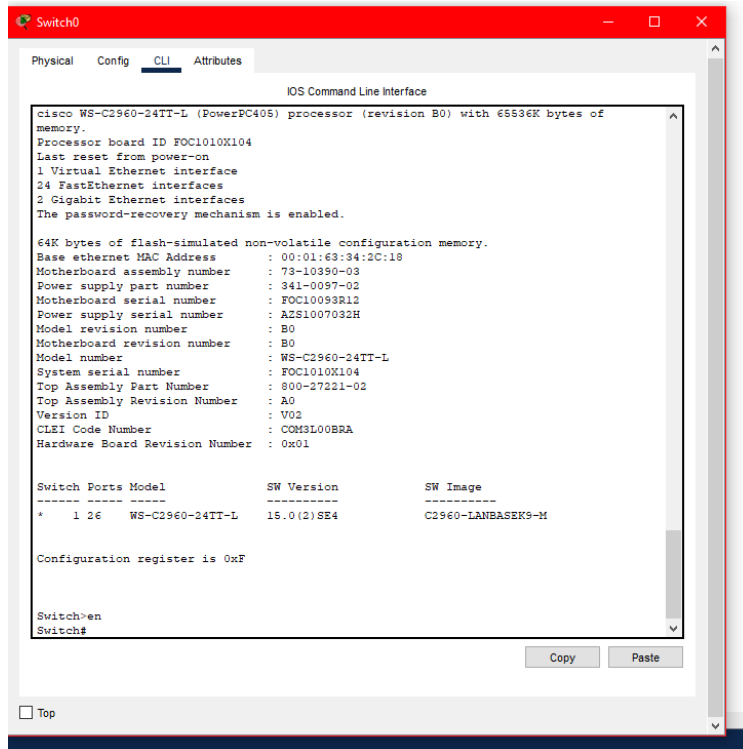 Switch0
Physical Config CLI Attributes
IOS Command Line Interface
cisco WS-C2960-24TT-L (PowerPC405) processor (revision B0) with 65536K bytes of
memory.
Processor board ID FOC1010X104
Last reset from power-on
1 Virtual Ethernet interface
24 FastEthernet interfaces
2 Gigabit Ethernet interfaces
The password-recovery mechanism is enabled.
64K bytes of flash-simulated non-volatile configuration memory.
Base ethernet MAC Address : 00:01:63:34:2C:18
Motherboard assembly number : 73-10390-03
Power supply part number : 341-0097-02
Motherboard serial number : FOC10093R12
Power supply serial number : AZS1007032H
Model revision number : B0
Motherboard revision number : B0
Model number : WS-C2960-24TT-L
System serial number : FOC1010X104
Top Assembly Part Number : 800-27221-02
Top Assembly Revision Number : A0
Version ID : V02
CLEI Code Number : COM3L00BRA
Hardware Board Revision Number : 0x01
Switch Ports Model SW Version SW Image
------ ----- ----- ---------- ----------
* 1 26 WS-C2960-24TT-L 15.0(2)SE4 C2960-LANBASEK9-M
Configuration register is 0xF
Switch>en
Switch#
Copy Paste
Top